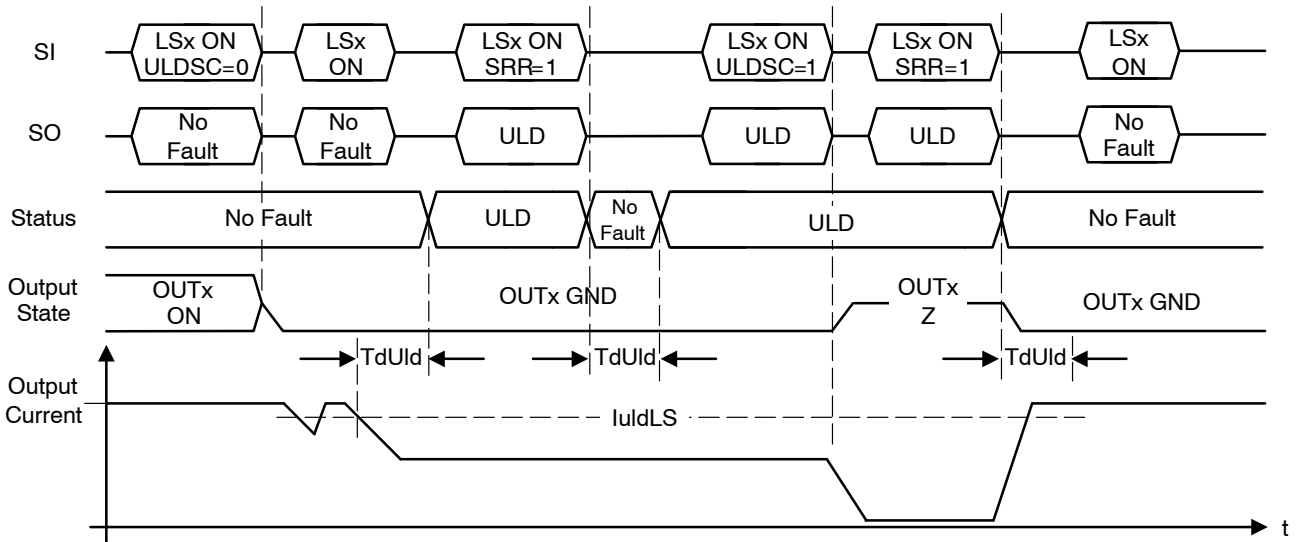 SI
LSx ON
ULDSC=0
LSx
ON
LSx ON
SRR=1
LSx ON
ULDSC=1
LSx ON
SRR=1
LSx
ON
SO
No
Fault
No
Fault
ULD
ULD
ULD
No
Fault
Status
No Fault
ULD
No
Fault
ULD
No Fault
Output
State
OUTx
ON
OUTx GND
OUTx
Z
OUTx GND
TdUld
TdUld
TdUld
Output
Current
IuldLS
t